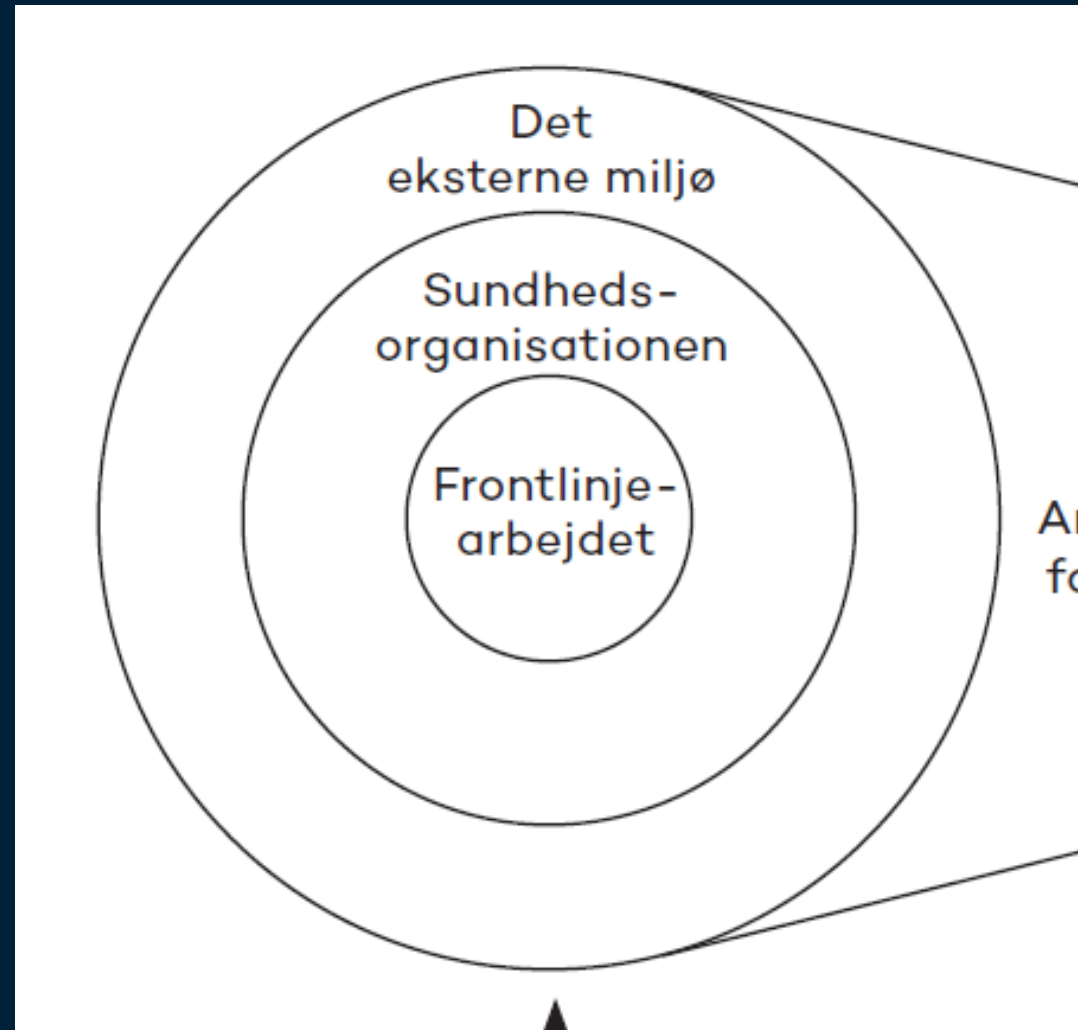 Det
eksterne miljø
Sundheds-
organisationen
Frontlinje-
arbejdet